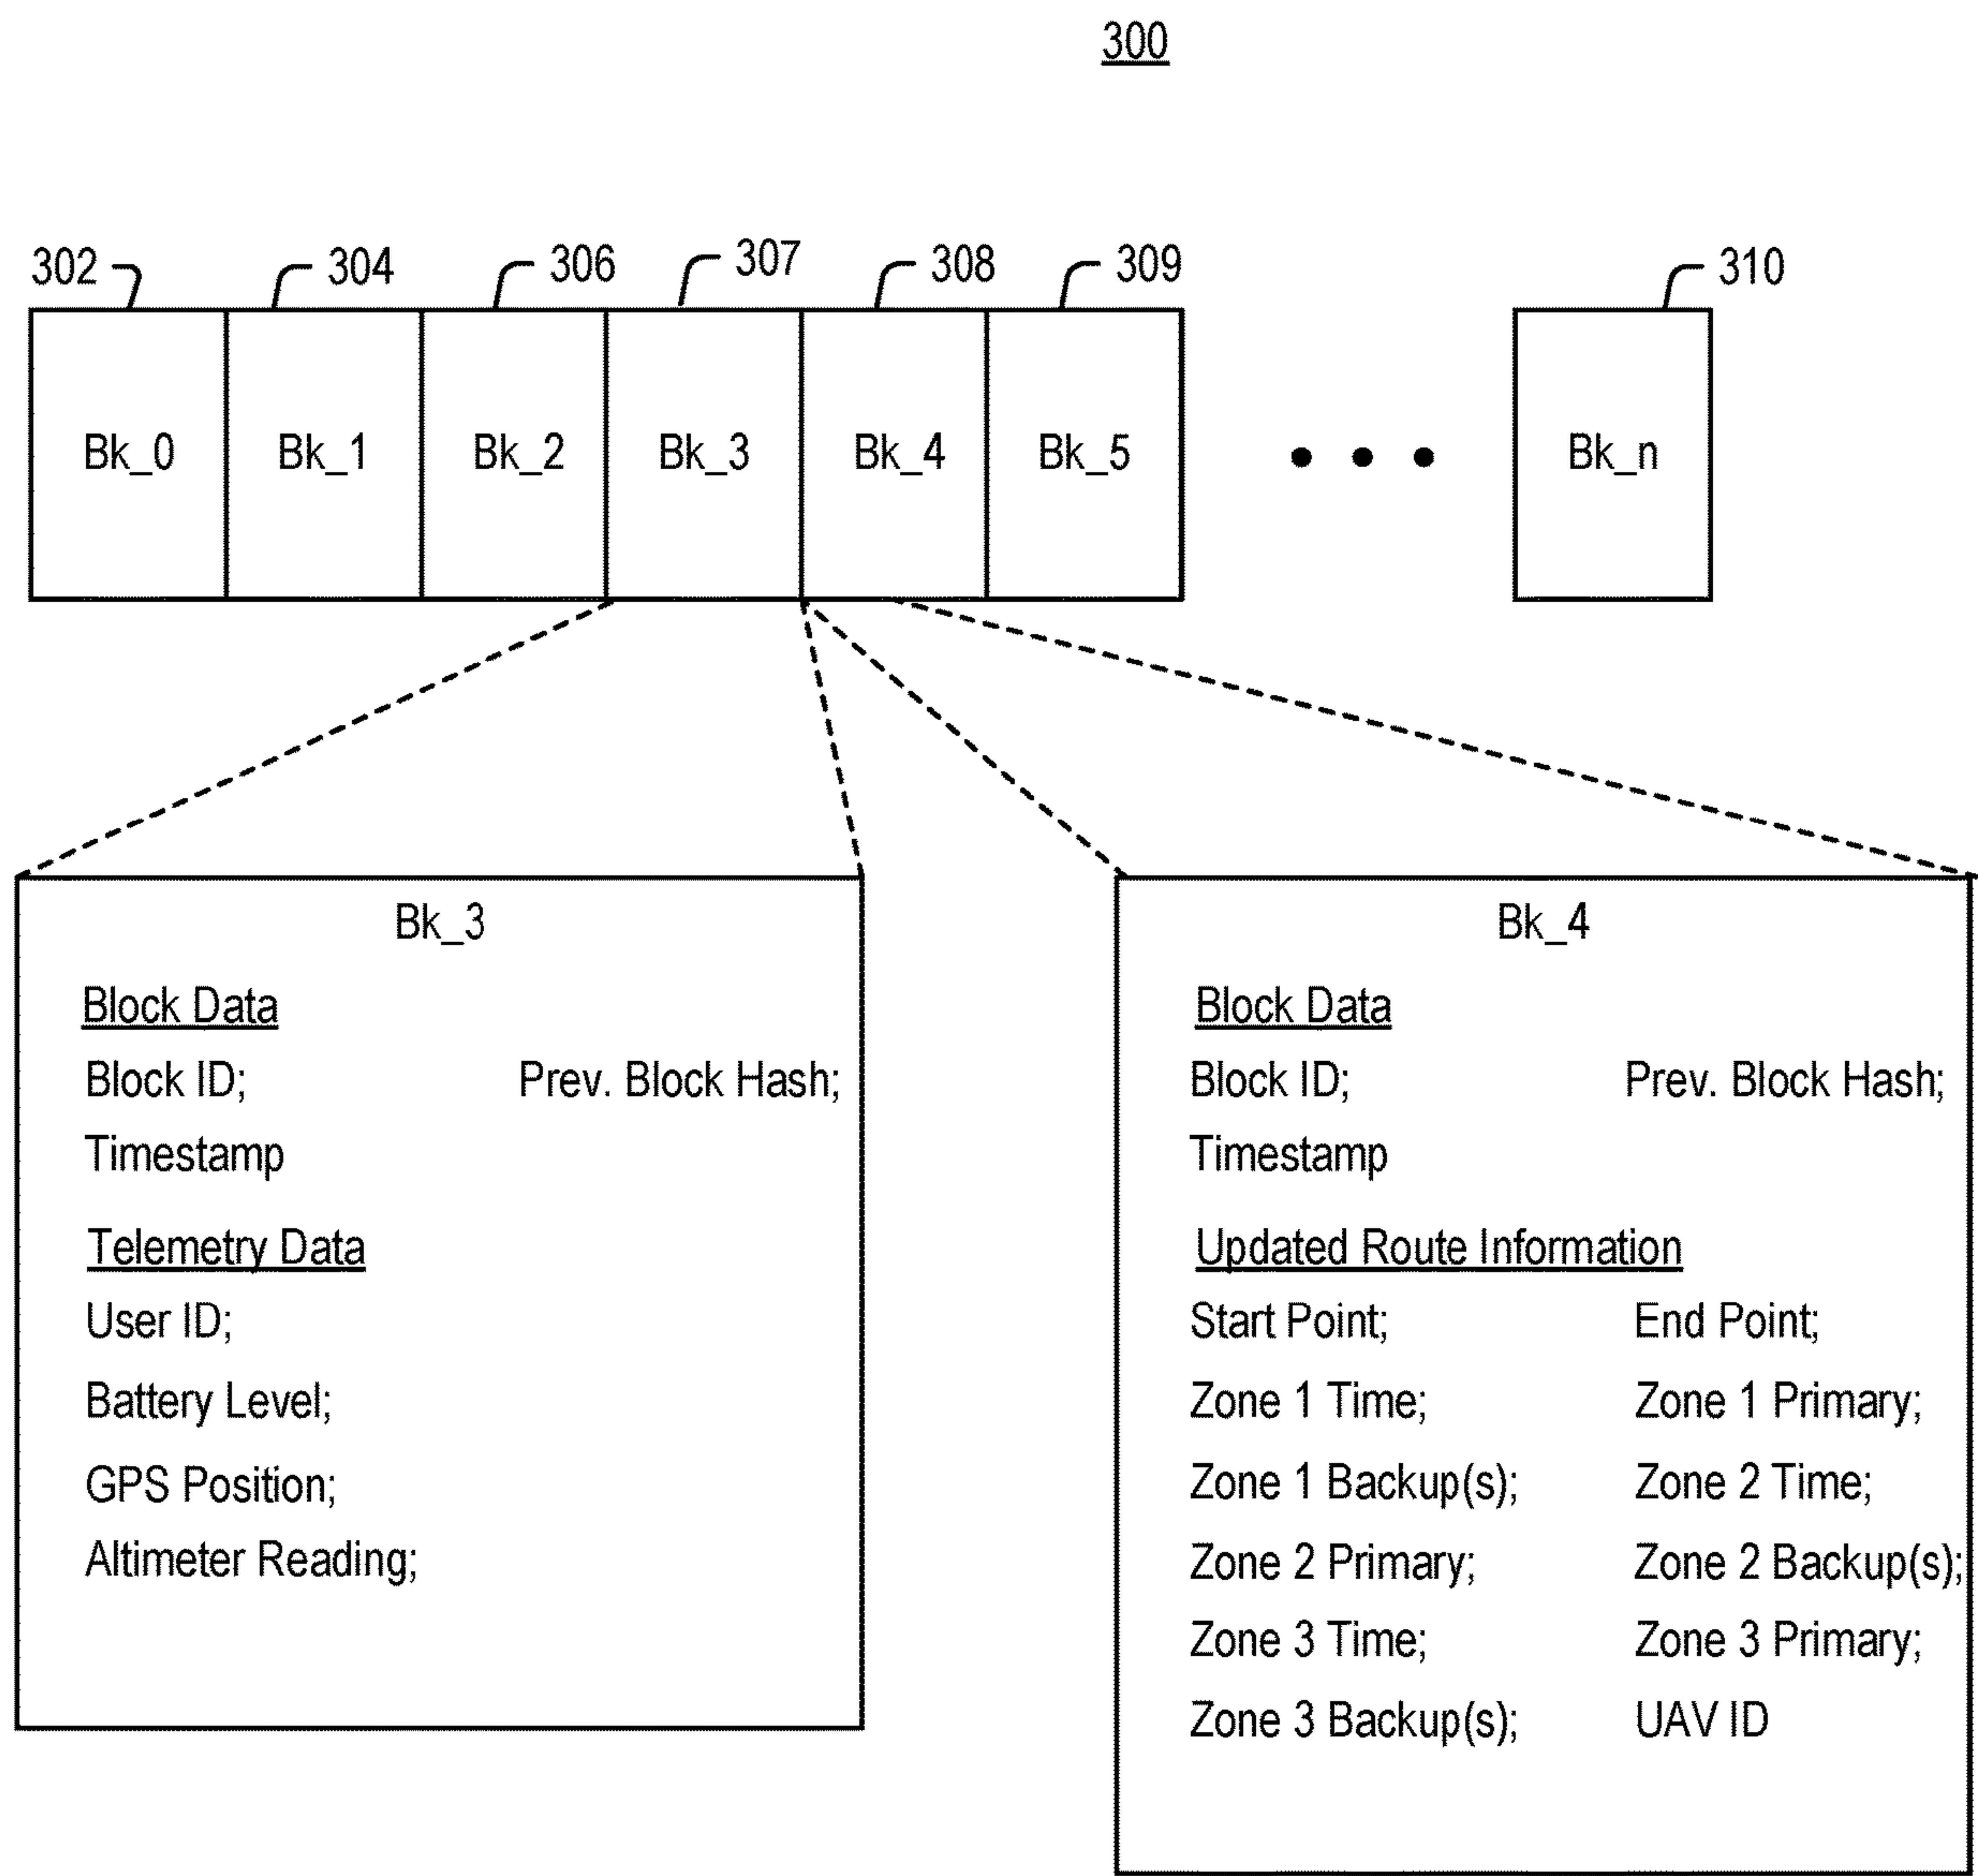 300
302 304 306 307 308 309 310
Bk_0 Bk_1 Bk_2 Bk_3 Bk_4 Bk_5 Bk_n
Bk_3
Block Data
Block ID; Prev. Block Hash;
Timestamp
Telemetry Data
User ID;
Battery Level;
GPS Position;
Altimeter Reading;
Bk_4
Block Data
Block ID; Prev. Block Hash;
Timestamp
Updated Route Information
Start Point; End Point;
Zone 1 Time; Zone 1 Primary;
Zone 1 Backup(s); Zone 2 Time;
Zone 2 Primary; Zone 2 Backup(s);
Zone 3 Time; Zone 3 Primary;
Zone 3 Backup(s); UAV ID